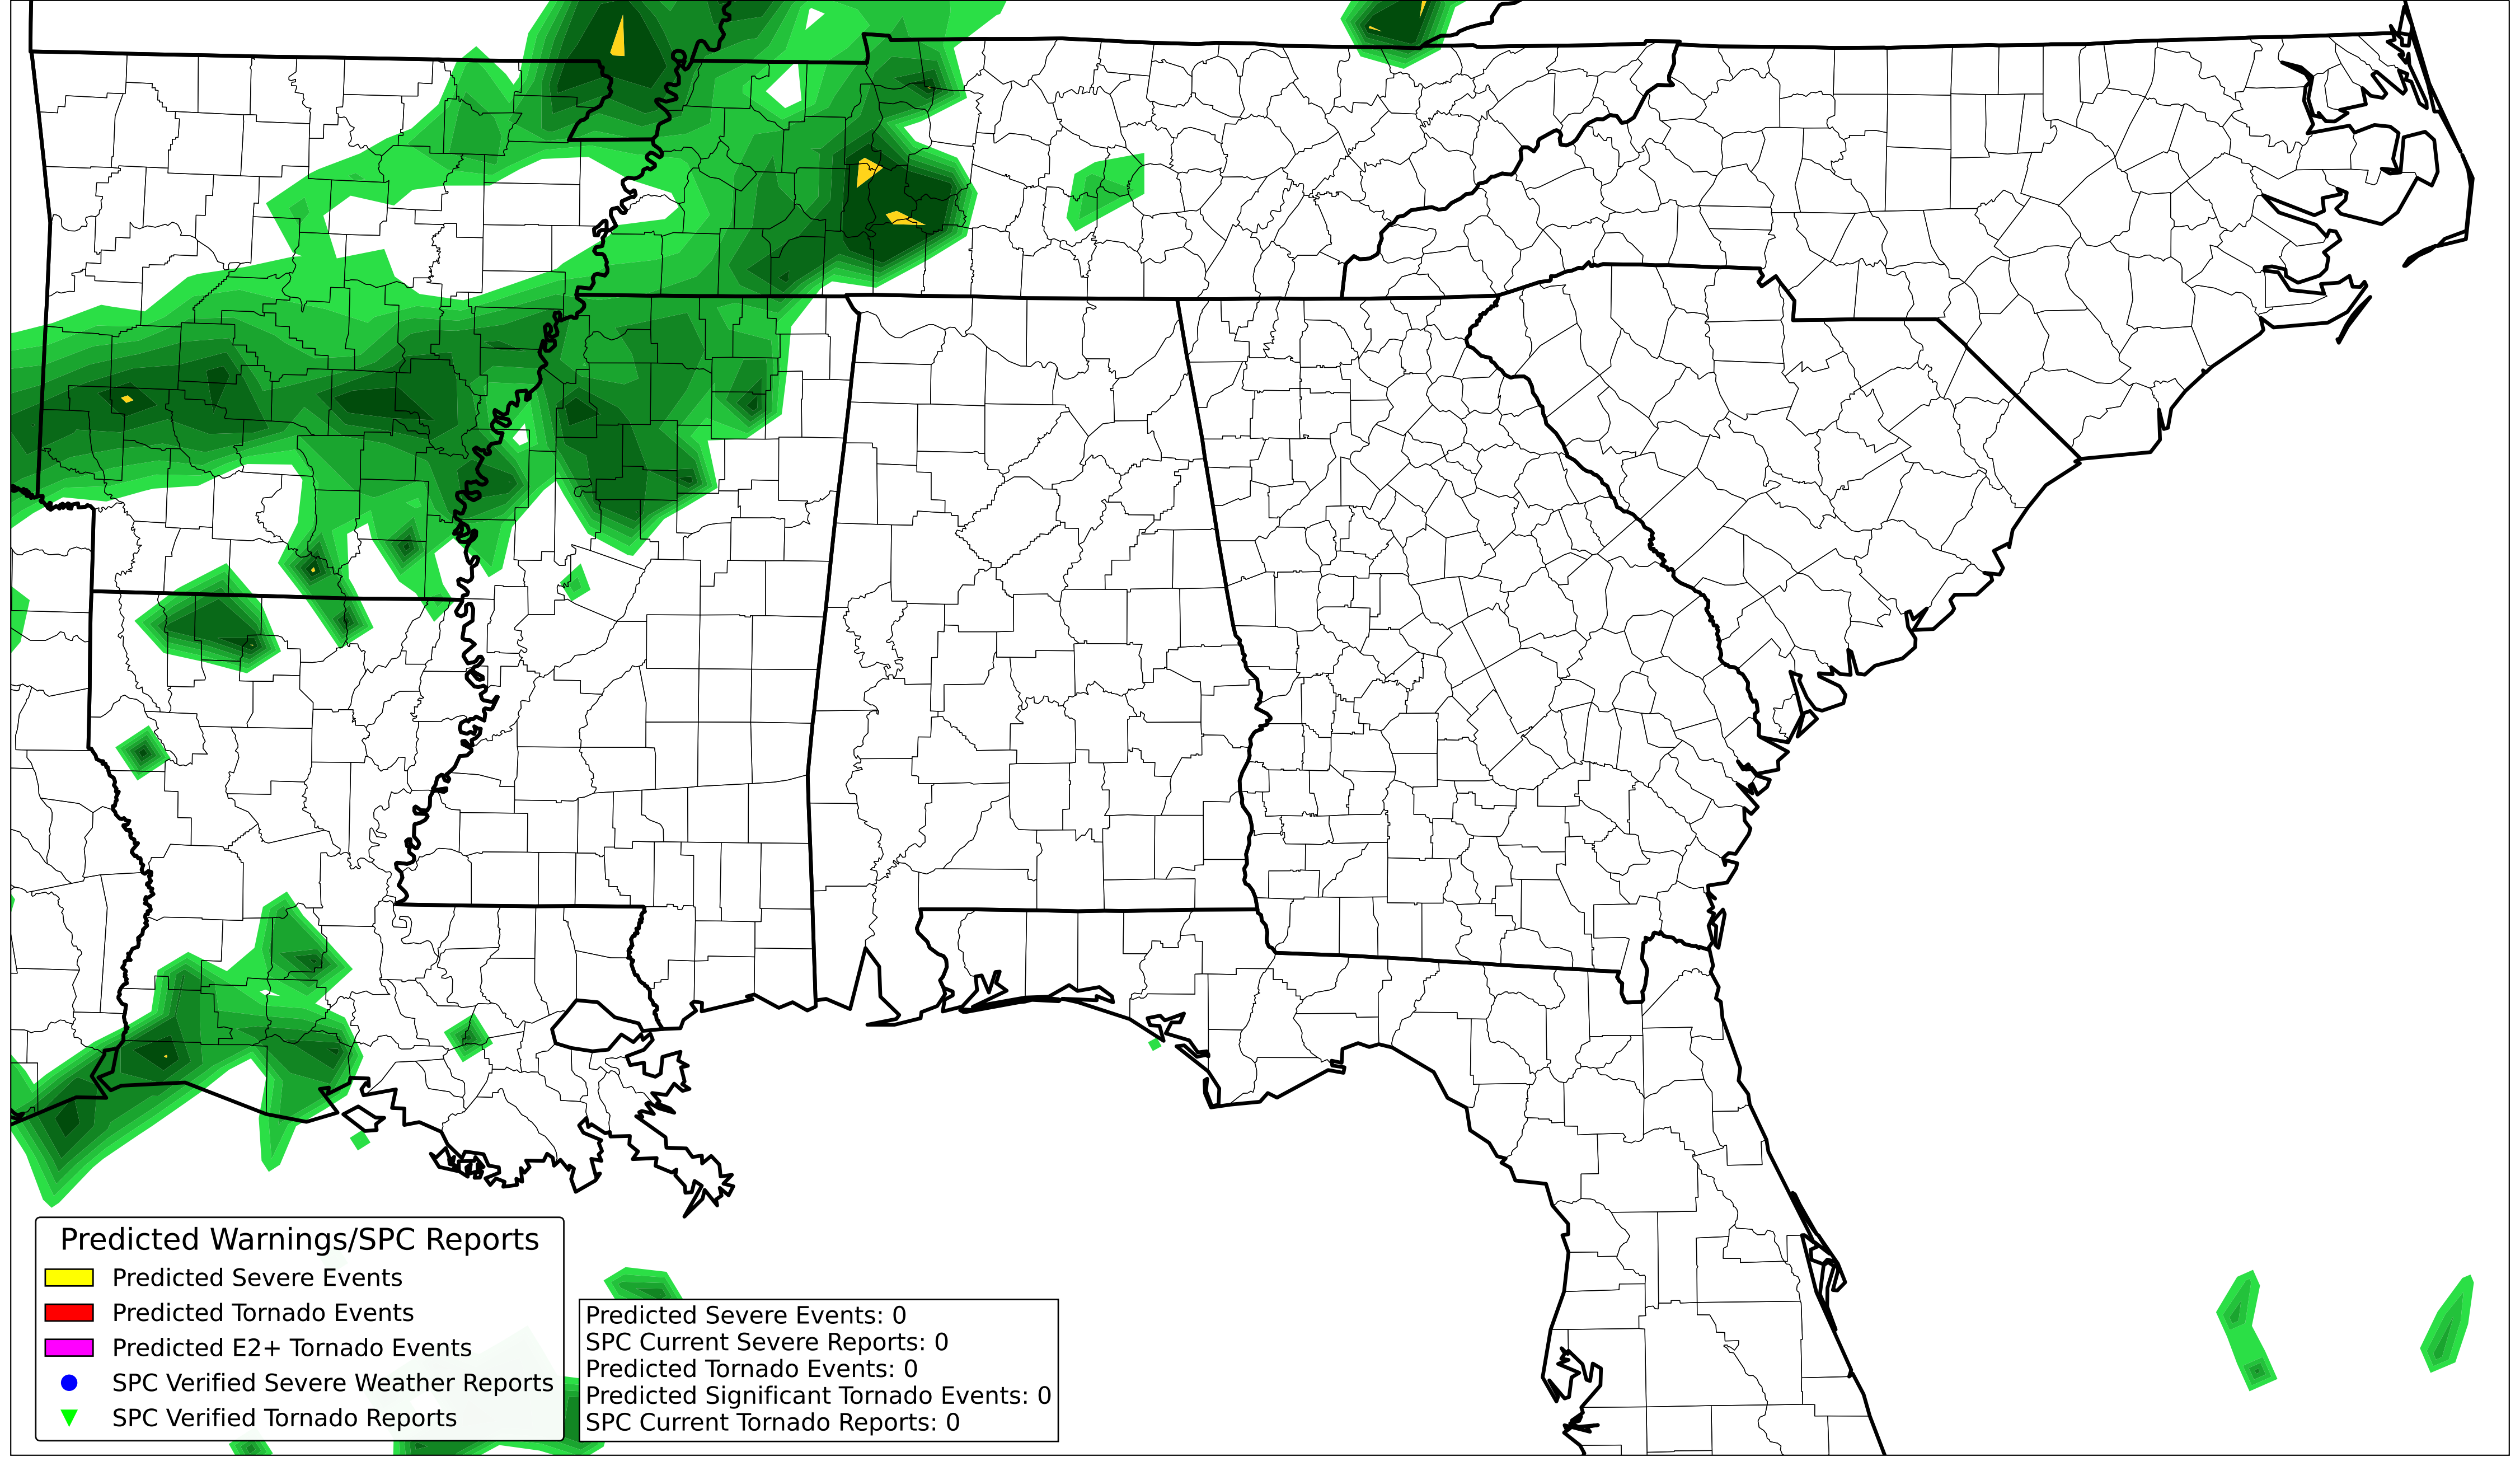 Predicted Warnings/SPC Reports
Predicted Severe Events
Predicted Tornado Events
Predicted E2+ Tornado Events
SPC Verified Severe Weather Reports
SPC Verified Tornado Reports
Predicted Severe Events: 0
SPC Current Severe Reports: 0
Predicted Tornado Events: 0
Predicted Significant Tornado Events: 0
SPC Current Tornado Reports: 0